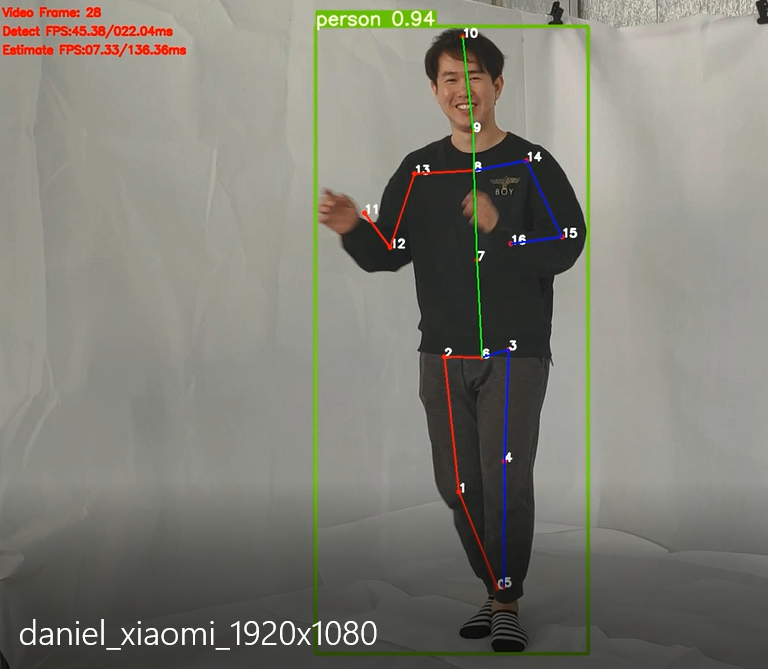 Video Frame: 28
Detect FPS:45.38/022.04ms
Estimate FPS:07.33/136.36ms
person 0.94
10
9
8
14
13
11
12
BOY
16
15
7
2
6
3
4
1
0
5
daniel_xiaomi_1920x1080